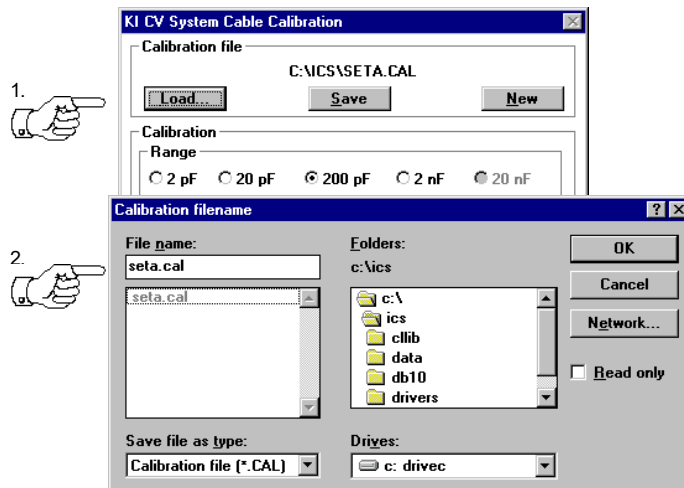 KI CV System Cable Calibration
Calibration file
C:\ICS\SETA.CAL
1.
Load... Save New
Calibration
Range
2 pF 20 pF 200 pF 2 nF 20 nF
Calibration filename
2.
File name: Folders: OK
seta.cal c:\ics
Cancel
seta.cal c:\
ics Network...
cllib
data Read only
db10
drivers
Save file as type: Drives:
Calibration file (*.CAL) c: drivec